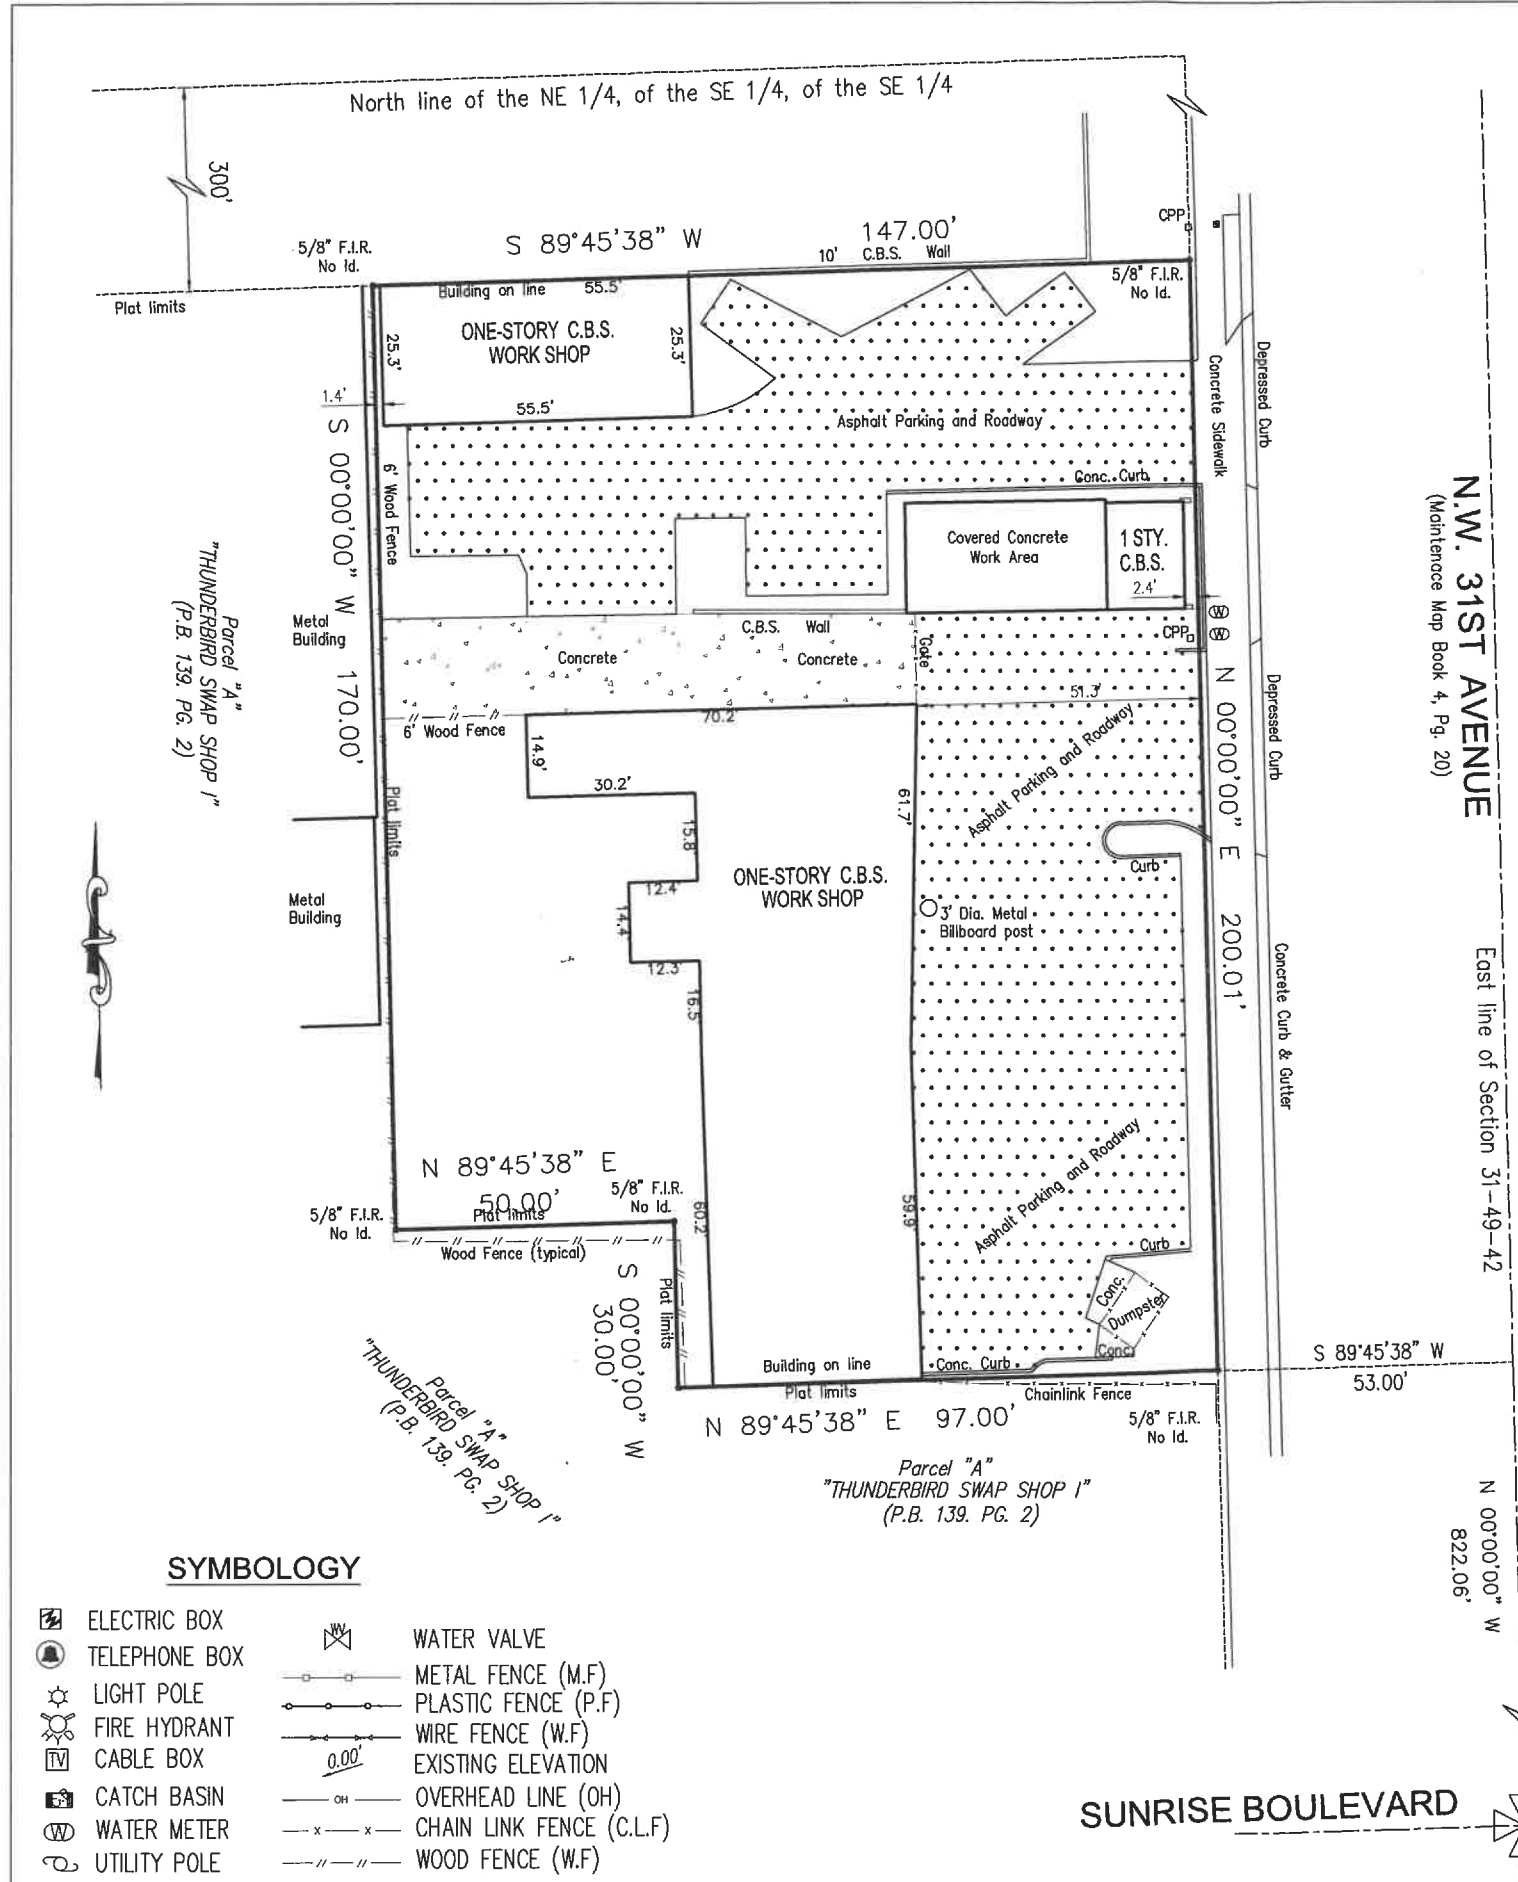 North line of the NE 1/4, of the SE 1/4, of the SE 1/4
300'
CPP
S 89°45'38" W
147.00'
5/8" F.I.R.
No Id.
10' C.B.S. Wall
5/8" F.I.R.
No Id.
Plat limits
Building on line 55.5'
ONE-STORY C.B.S.
WORK SHOP
25.3'
25.3'
55.5'
1.4'
S 00°00'00" W 170.00'
6' Wood Fence
Asphalt Parking and Roadway
Concrete Sidewalk
Depressed Curb
Conc. Curb
Covered Concrete
Work Area
1 STY.
C.B.S.
2.4'
N.W. 31ST AVENUE
(Maintenace Map Book 4, Pg. 20)
Parcel "A"
"THUNDERBIRD SWAP SHOP I"
(P.B. 139. PG. 2)
Metal
Building
C.B.S. Wall
Concrete
Concrete
Gate
CPP
W
W
N 00°00'00" E 200.01'
Depressed Curb
51.3'
70.2'
6' Wood Fence
14.9'
30.2'
15.8'
61.7'
Asphalt Parking and Roadway
Plat limits
Curb
Metal
Building
12.4'
14.4'
12.3'
16.5'
ONE-STORY C.B.S.
WORK SHOP
3' Dia. Metal
Billboard post
Concrete Curb & Gutter
East line of Section 31-49-42
N 89°45'38" E
50.00'
Plat limits
5/8" F.I.R.
No Id.
5/8" F.I.R.
No Id.
Wood Fence (typical)
60.2'
59.9'
Asphalt Parking and Roadway
Curb
Conc.
Dumpster
Conc.
S 00°00'00" W
30.00'
Plat limits
Building on line
Conc. Curb
Plat limits
Chainlink Fence
S 89°45'38" W
53.00'
N 89°45'38" E 97.00'
5/8" F.I.R.
No Id.
Parcel "A"
"THUNDERBIRD SWAP SHOP I"
(P.B. 139. PG. 2)
Parcel "A"
"THUNDERBIRD SWAP SHOP I"
(P.B. 139. PG. 2)
N 00°00'00" W
822.06'
SYMBOLOGY
ELECTRIC BOX
TELEPHONE BOX
LIGHT POLE
FIRE HYDRANT
TV CABLE BOX
CATCH BASIN
W WATER METER
UTILITY POLE
WV WATER VALVE
METAL FENCE (M.F)
PLASTIC FENCE (P.F)
WIRE FENCE (W.F)
0.00' EXISTING ELEVATION
OH OVERHEAD LINE (OH)
x x CHAIN LINK FENCE (C.L.F)
// // WOOD FENCE (W.F)
SUNRISE BOULEVARD